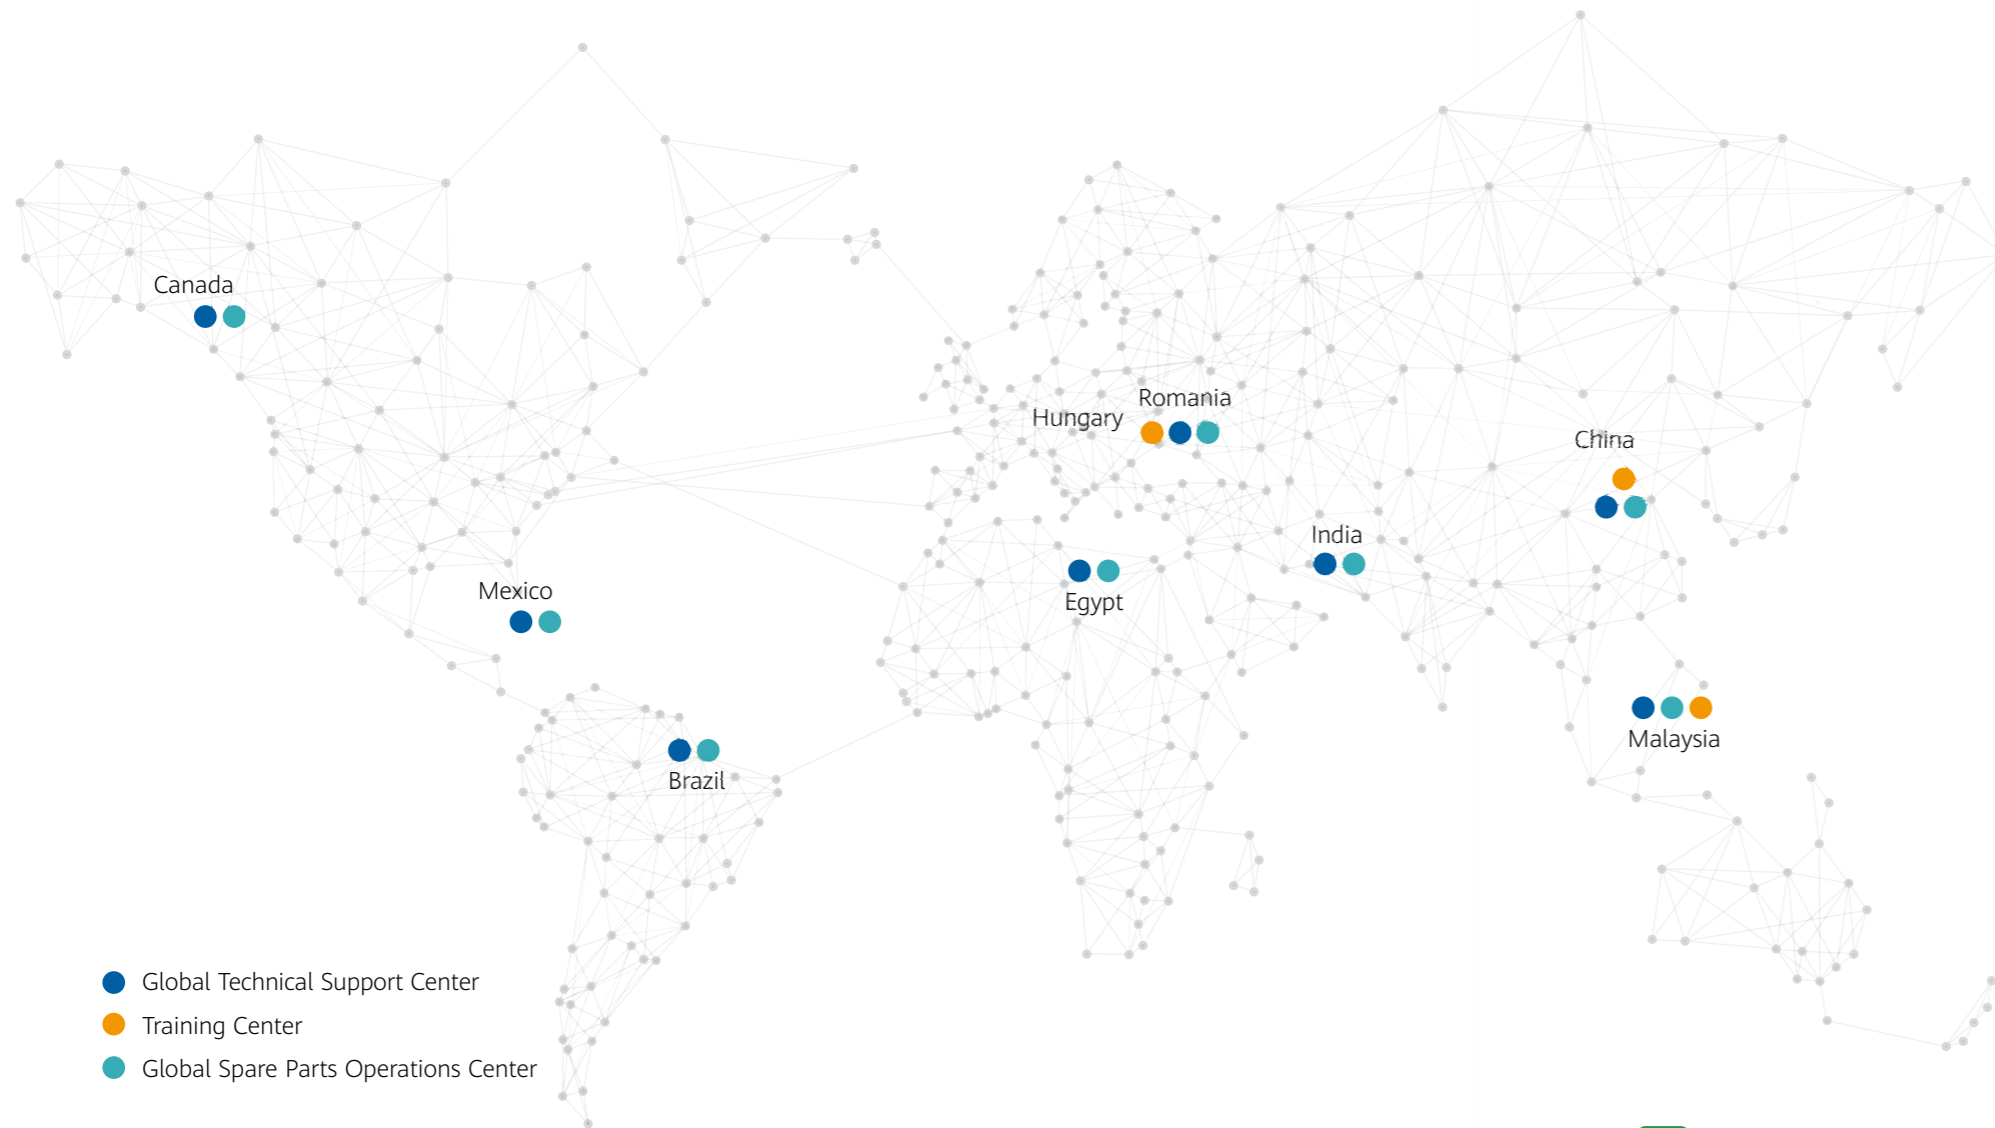 Canada
Romania
Hungary
China
India
Mexico
Egypt
Malaysia
Brazil
Global Technical Support Center
Training Center
Global Spare Parts Operations Center